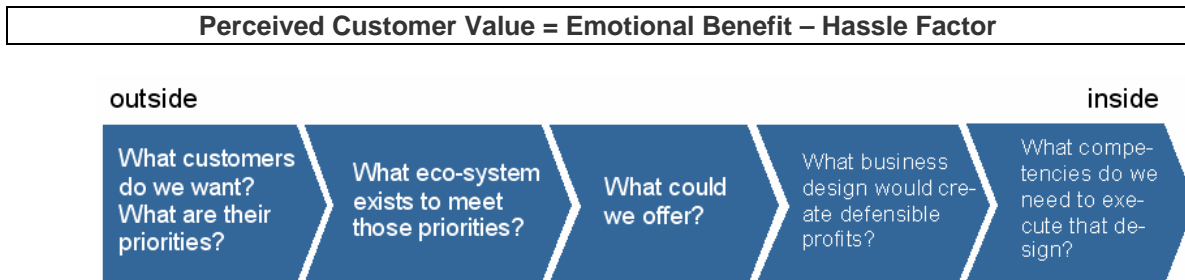 Perceived Customer Value = Emotional Benefit – Hassle Factor
outside
inside
What customers
do we want?
What are their
priorities?
What eco-system
exists to meet
those priorities?
What could
we offer?
What business
design would cre-
ate defensible
profits?
What compe-
tencies do we
need to exe-
cute that de-
sign?